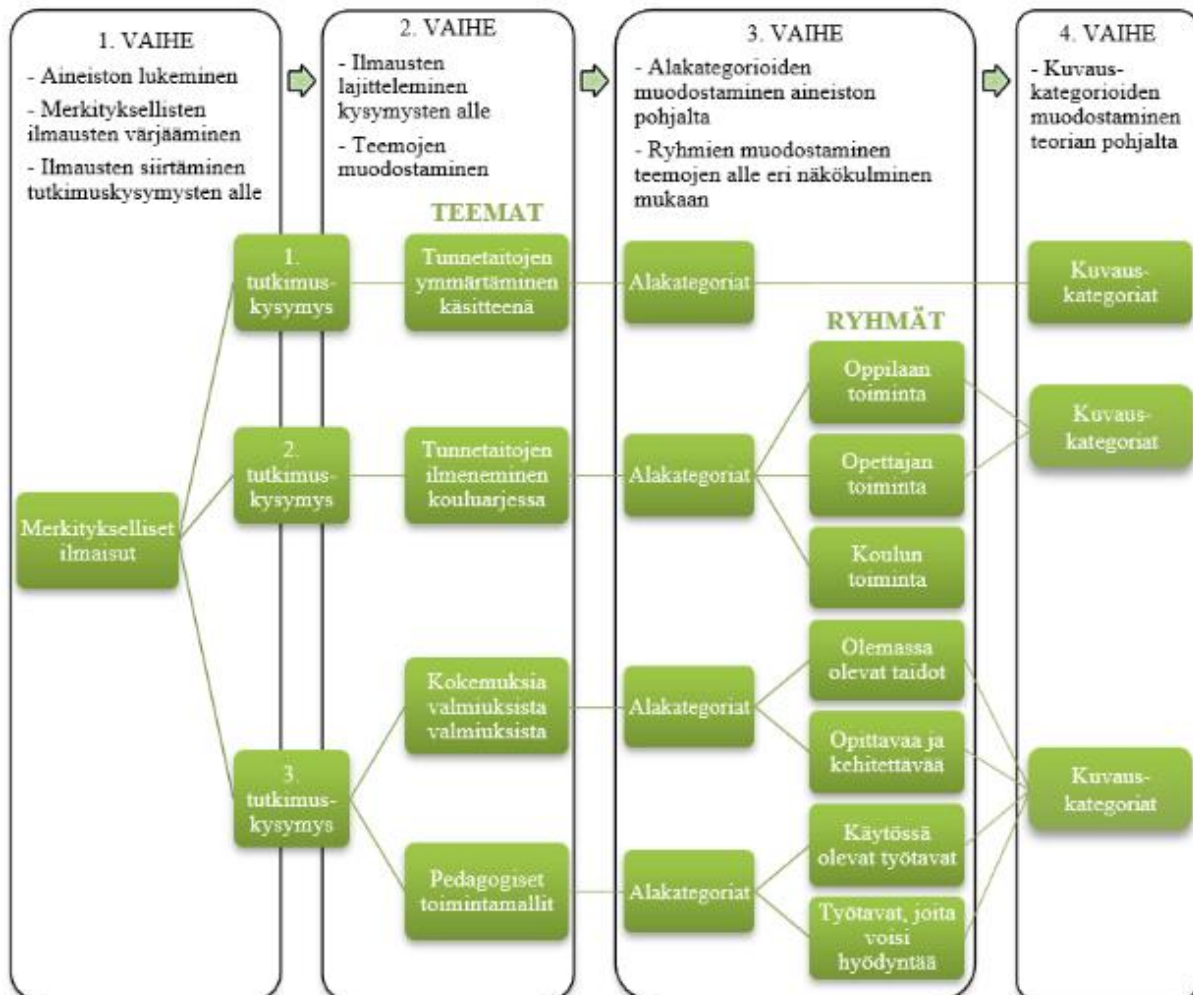 1. VAIHE
- Aineiston lukeminen
- Merkityksellisten
ilmausten värjääminen
- Ilmausten siirtäminen
tutkimuskysymysten alle
2. VAIHE
- Ilmausten
lajitteleminen
kysymysten alle
- Teemojen
muodostaminen
3. VAIHE
- Alakategorioiden
muodostaminen aineiston
pohjalta
- Ryhmien muodostaminen
teemojen alle eri näkökulminen
mukaan
4. VAIHE
- Kuvaus-
kategorioiden
muodostaminen
teorian pohjalta
TEEMAT
1.
tutkimus-
kysymys
Tunnetaitojen
ymmärtäminen
käsitteenä
Alakategoriat
Kuvaus-
kategoriat
RYHMÄT
Oppilaan
toiminta
Kuvaus-
kategoriat
2.
tutkimus-
kysymys
Tunnetaitojen
ilmeneminen
kouluarjessa
Alakategoriat
Opettajan
toiminta
Merkitykselliset
ilmaisut
Koulun
toiminta
Olemassa
olevat taidot
Kokemuksia
valmiuksista
valmiuksista
Alakategoriat
Opittavaa ja
kehitettävää
3.
tutkimus-
kysymys
Kuvaus-
kategoriat
Käytössä
olevat työtavat
Pedagogiset
toimintamallit
Alakategoriat
Työtavat, joita
voisi
hyödyntää